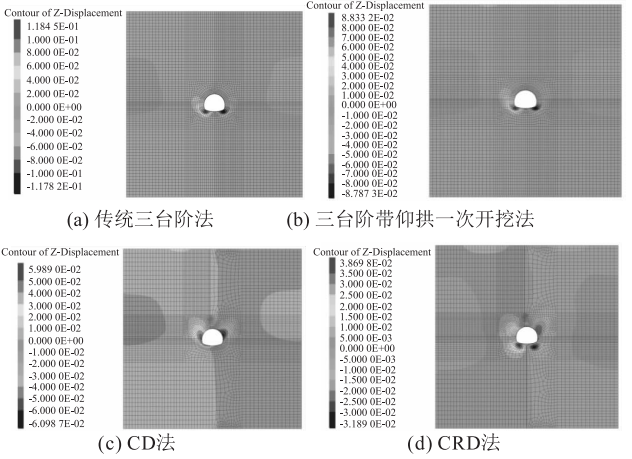 Contour of Z-Displacement
1.184 5E-01
1.000 0E-01
8.000 0E-02
6.000 0E-02
4.000 0E-02
2.000 0E-02
0.000 0E+00
-2.000 0E-02
-4.000 0E-02
-6.000 0E-02
-8.000 0E-02
-1.000 0E-01
-1.178 2E-01
(a) 传统三台阶法
Contour of Z-Displacement
8.833 2E-02
8.000 0E-02
7.000 0E-02
6.000 0E-02
5.000 0E-02
4.000 0E-02
3.000 0E-02
2.000 0E-02
1.000 0E-02
0.000 0E+00
-1.000 0E-02
-2.000 0E-02
-3.000 0E-02
-4.000 0E-02
-5.000 0E-02
-6.000 0E-02
-7.000 0E-02
-8.000 0E-02
-8.787 3E-02
(b) 三台阶带仰拱一次开挖法
Contour of Z-Displacement
5.989 0E-02
5.000 0E-02
4.000 0E-02
3.000 0E-02
2.000 0E-02
1.000 0E-02
0.000 0E+00
-1.000 0E-02
-2.000 0E-02
-3.000 0E-02
-4.000 0E-02
-5.000 0E-02
-6.000 0E-02
-6.098 7E-02
(c) CD法
Contour of Z-Displacement
3.869 8E-02
3.500 0E-02
3.000 0E-02
2.500 0E-02
2.000 0E-02
1.500 0E-02
1.000 0E-02
5.000 0E-03
0.000 0E+00
-5.000 0E-03
-1.000 0E-02
-1.500 0E-02
-2.000 0E-02
-2.500 0E-02
-3.000 0E-02
-3.189 0E-02
(d) CRD法